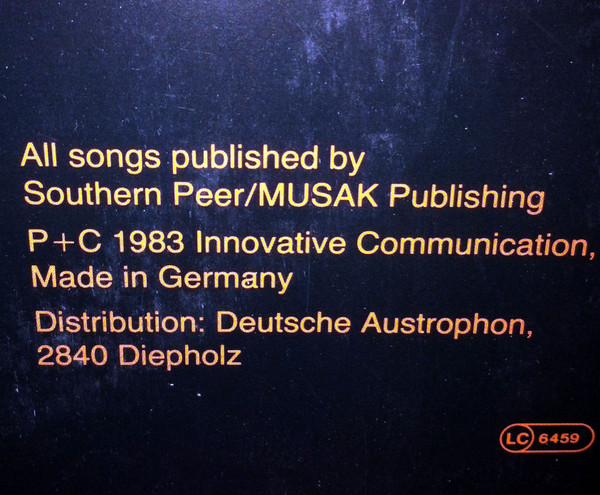 All songs published by
Southern Peer/MUSAK Publishing
P+C 1983 Innovative Communication,
Made in Germany
Distribution: Deutsche Austrophon,
2840 Diepholz
LC 6459